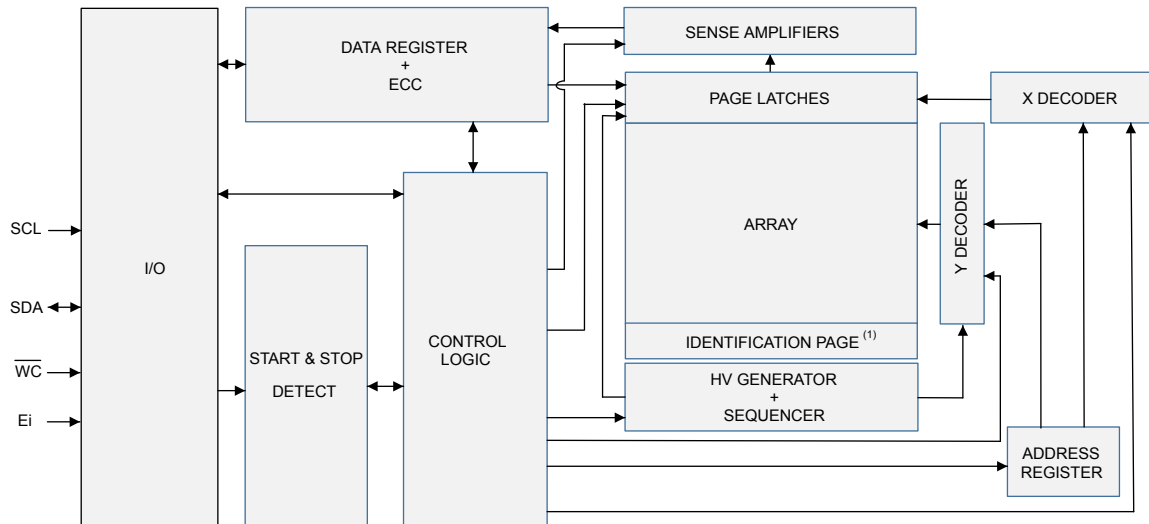 DATA REGISTER
+
ECC
SENSE AMPLIFIERS
PAGE LATCHES
X DECODER
ARRAY
Y DECODER
IDENTIFICATION PAGE (1)
HV GENERATOR
+
SEQUENCER
ADDRESS
REGISTER
I/O
SCL
SDA
WC
Ei
START & STOP
DETECT
CONTROL
LOGIC